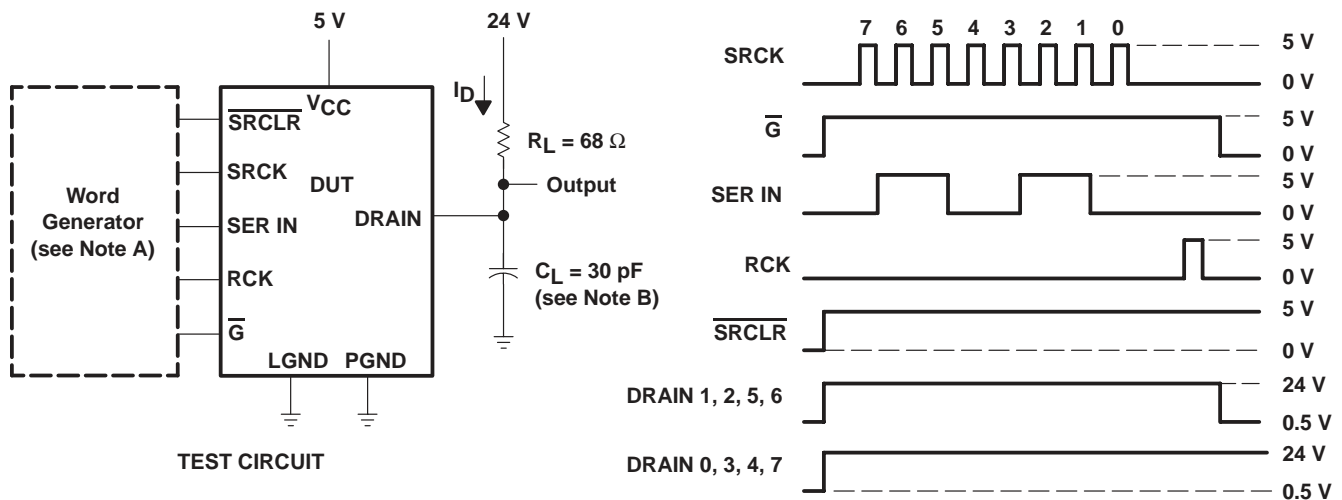 5 V
24 V
I_D
V_CC
SRCLR
SRCK
DUT
SER IN
DRAIN
RCK
G
LGND PGND
Word
Generator
(see Note A)
R_L = 68 Ω
Output
C_L = 30 pF
(see Note B)
TEST CIRCUIT
7 6 5 4 3 2 1 0
SRCK
5 V
0 V
G
5 V
0 V
SER IN
5 V
0 V
RCK
5 V
0 V
SRCLR
5 V
0 V
DRAIN 1, 2, 5, 6
24 V
0.5 V
DRAIN 0, 3, 4, 7
24 V
0.5 V